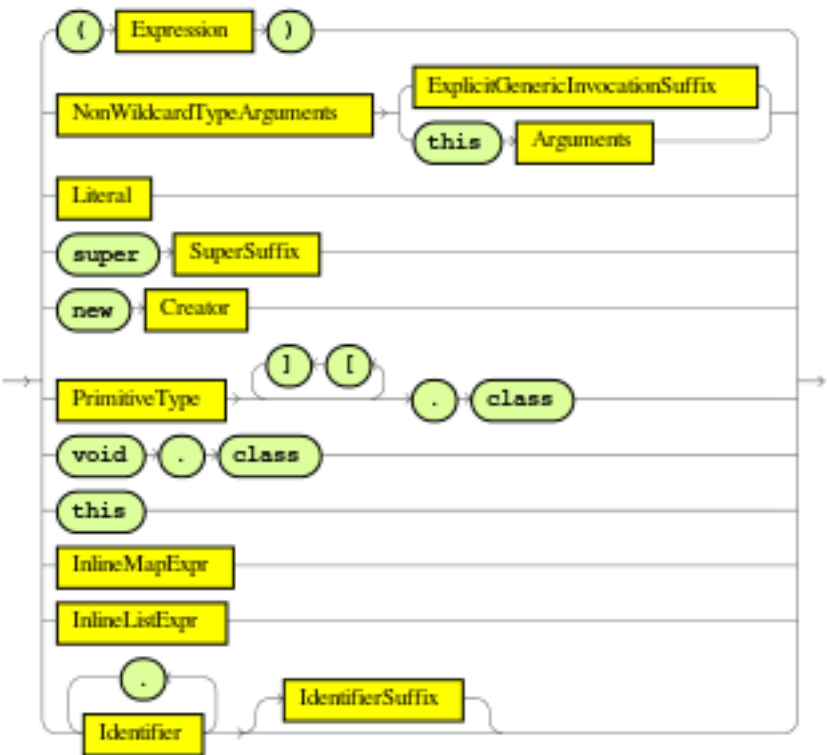 ( Expression )
ExplicitGenericInvocationSuffix
NonWildcardTypeArguments
this Arguments
Literal
super SuperSuffix
new Creator
] [
PrimitiveType . class
void . class
this
InlineMapExpr
InlineListExpr
.
IdentifierSuffix
Identifier